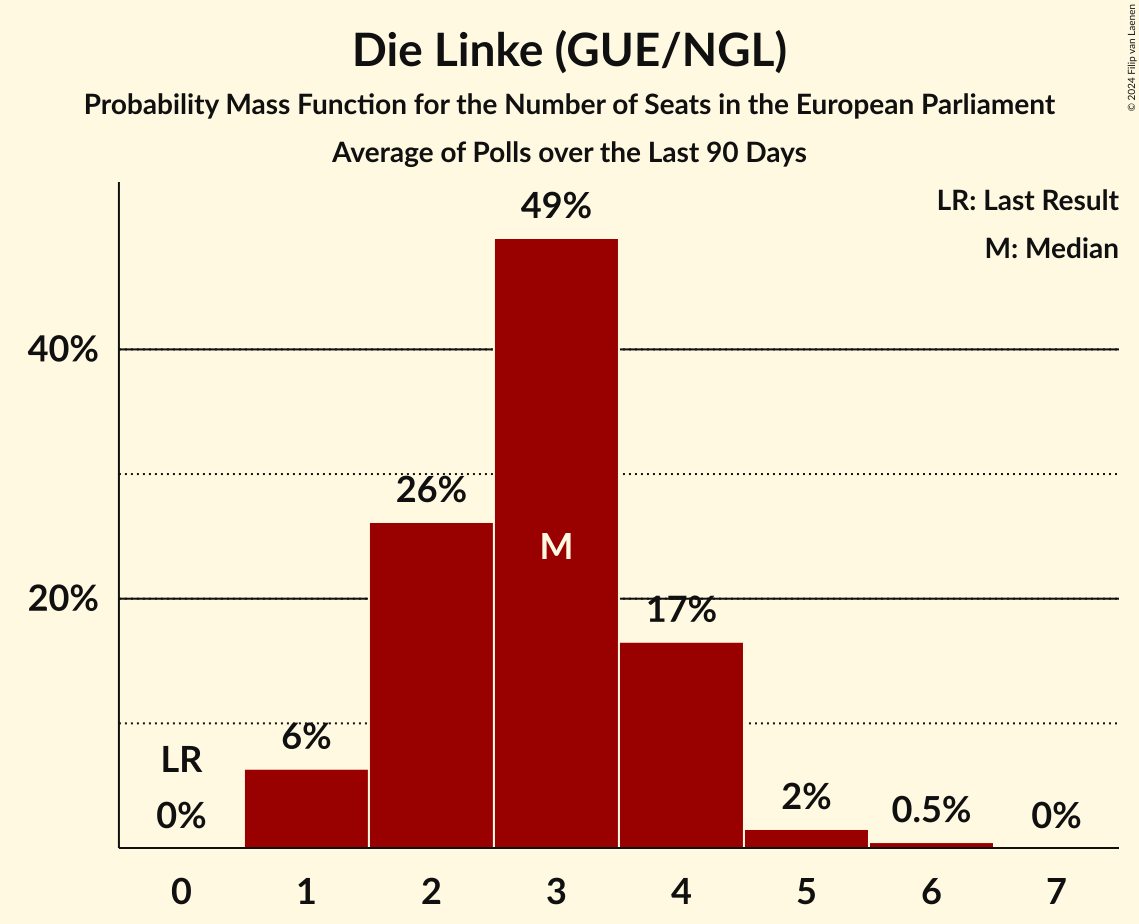 Die Linke (GUE/NGL)
Probability Mass Function for the Number of Seats in the European Parliament
Average of Polls over the Last 90 Days
© 2024 Filip van Laenen
LR: Last Result
M: Median
49%
40%
26%
M
20%
17%
6%
LR
0%
2%
0.5%
0%
0 1 2 3 4 5 6 7